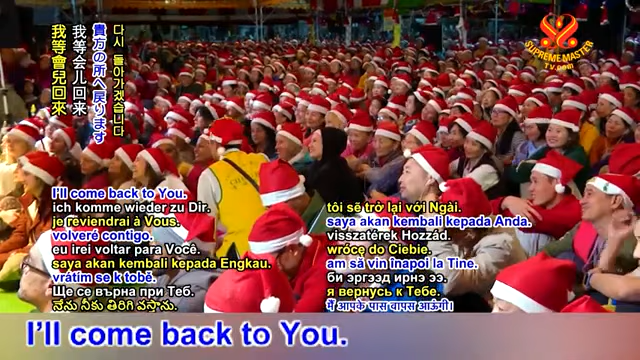 다시 돌아가겠습니다
貴方の所へ戻ります
我等会儿回来
我等會兒回來
SUPREME MASTER
TV.com
I'll come back to You.
ich komme wieder zu Dir.
je reviendrai à Vous.
volveré contigo.
eu irei voltar para Você.
saya akan kembali kepada Engkau.
vrátím se k tobě.
Ще се върна при Теб.
నేను నీకు తిరిగి వస్తాను.
tôi sẽ trở lại với Ngài.
saya akan kembali kepada Anda.
visszatérek Hozzád.
wrócę do Ciebie.
am să vin înapoi la Tine.
би эргээд ирнэ ээ.
я вернусь к Тебе.
मैं आपके पास वापस आऊंगी।
I'll come back to You.